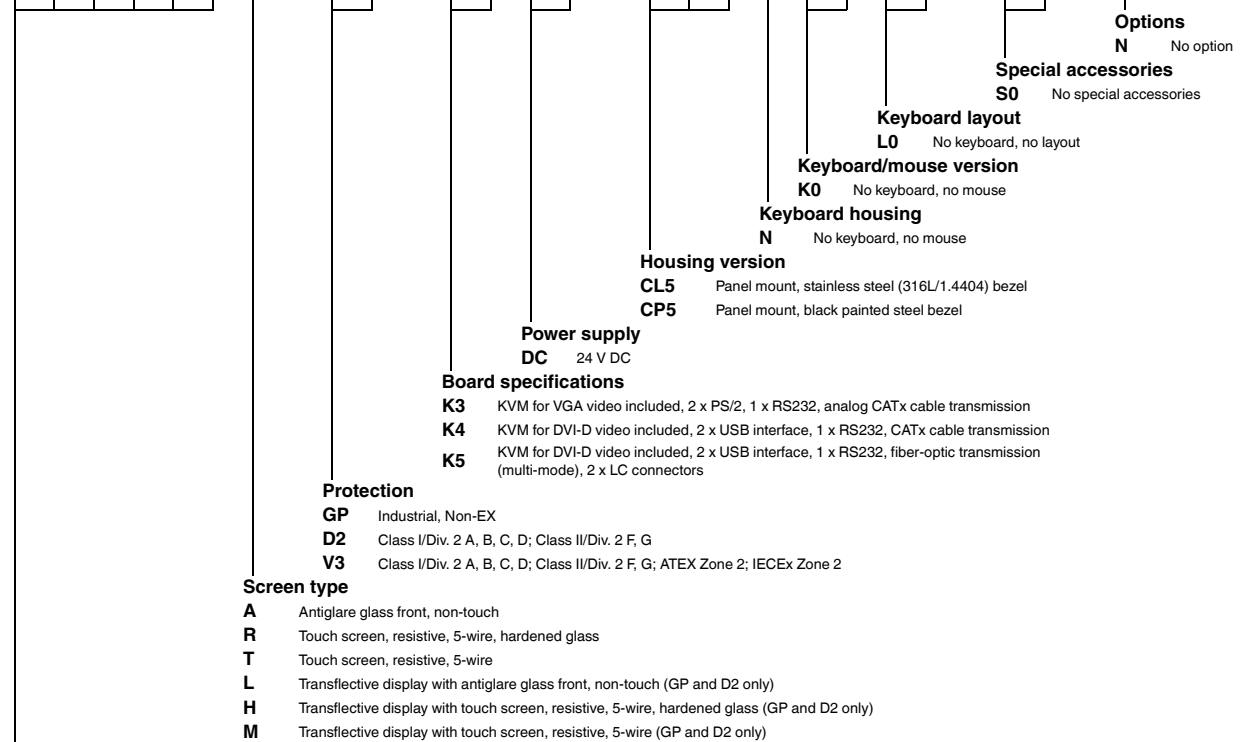 Options
N No option
Special accessories
S0 No special accessories
Keyboard layout
L0 No keyboard, no layout
Keyboard/mouse version
K0 No keyboard, no mouse
Keyboard housing
N No keyboard, no mouse
Housing version
CL5 Panel mount, stainless steel (316L/1.4404) bezel
CP5 Panel mount, black painted steel bezel
Power supply
DC 24 V DC
Board specifications
K3 KVM for VGA video included, 2 x PS/2, 1 x RS232, analog CATx cable transmission
K4 KVM for DVI-D video included, 2 x USB interface, 1 x RS232, CATx cable transmission
K5 KVM for DVI-D video included, 2 x USB interface, 1 x RS232, fiber-optic transmission
(multi-mode), 2 x LC connectors
Protection
GP Industrial, Non-EX
D2 Class I/Div. 2 A, B, C, D; Class II/Div. 2 F, G
V3 Class I/Div. 2 A, B, C, D; Class II/Div. 2 F, G; ATEX Zone 2; IECEx Zone 2
Screen type
A Antiglare glass front, non-touch
R Touch screen, resistive, 5-wire, hardened glass
T Touch screen, resistive, 5-wire
L Transflective display with antiglare glass front, non-touch (GP and D2 only)
H Transflective display with touch screen, resistive, 5-wire, hardened glass (GP and D2 only)
M Transflective display with touch screen, resistive, 5-wire (GP and D2 only)